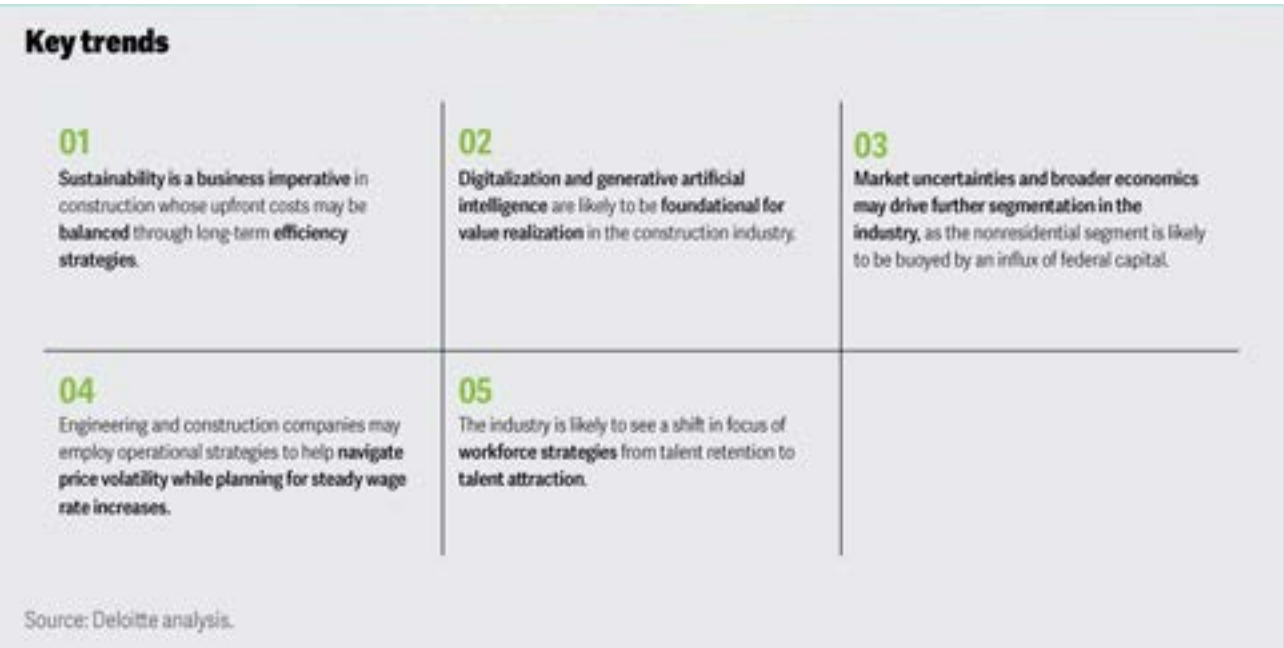 Key trends
01
Sustainability is a business imperative in
construction whose upfront costs may be
balanced through long-term efficiency
strategies.
02
Digitalization and generative artificial
intelligence are likely to be foundational for
value realization in the construction industry.
03
Market uncertainties and broader economics
may drive further segmentation in the
industry, as the nonresidential segment is likely
to be buoyed by an influx of federal capital.
04
Engineering and construction companies may
employ operational strategies to help navigate
price volatility while planning for steady wage
rate increases.
05
The industry is likely to see a shift in focus of
workforce strategies from talent retention to
talent attraction.
Source: Deloitte analysis.